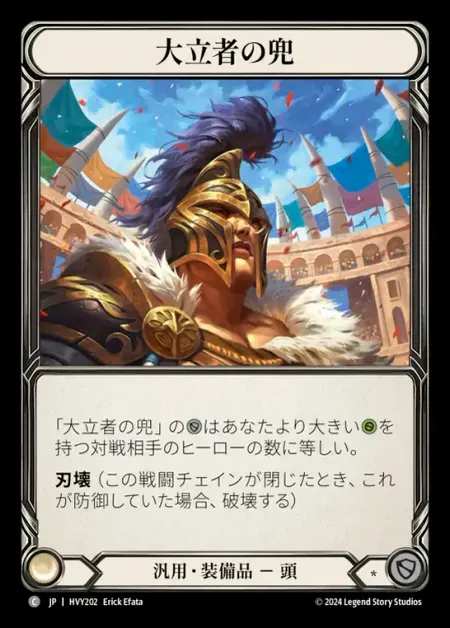 大立者の兜
「大立者の兜」のはあなたより大きいを
持つ対戦相手のヒーローの数に等しい。
刃壊 (この戦闘チェインが閉じたとき、これ
が防御していた場合、破壊する)
汎用・装備品 － 頭
*
C JP | HVY202 Erick Efata
© 2024 Legend Story Studios